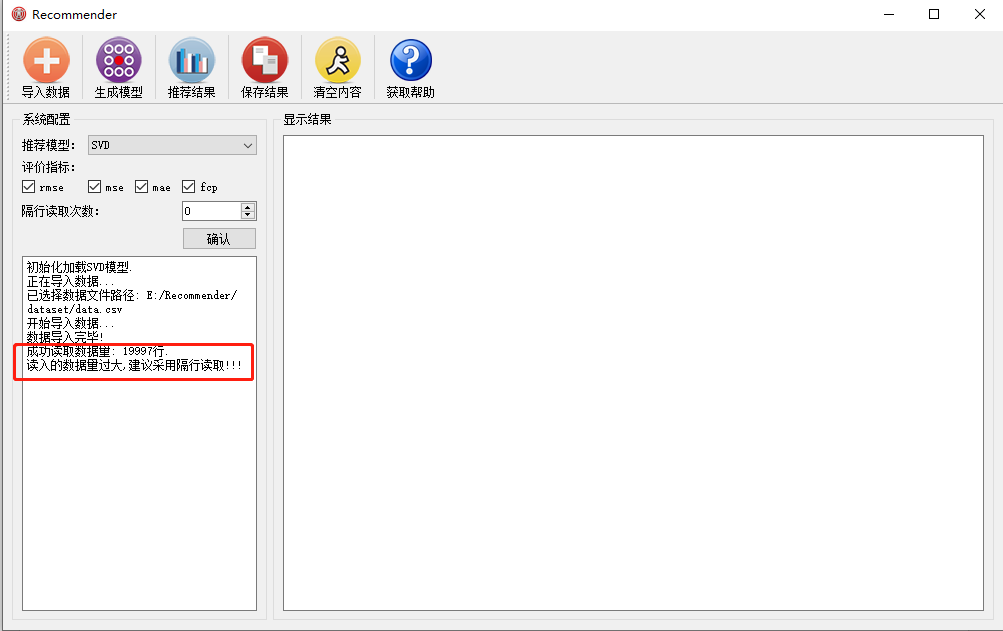 Recommender
导入数据 生成模型 推荐结果 保存结果 清空内容 获取帮助
系统配置
推荐模型: SVD
评价指标:
rmse mse mae fcp
隔行读取次数: 0
确认
初始化加载SVD模型.
正在导入数据...
已选择数据文件路径: E:/Recommender/
dataset/data.csv
开始导入数据...
数据导入完毕!
成功读取数据量: 19997行.
读入的数据量过大,建议采用隔行读取!!!
显示结果